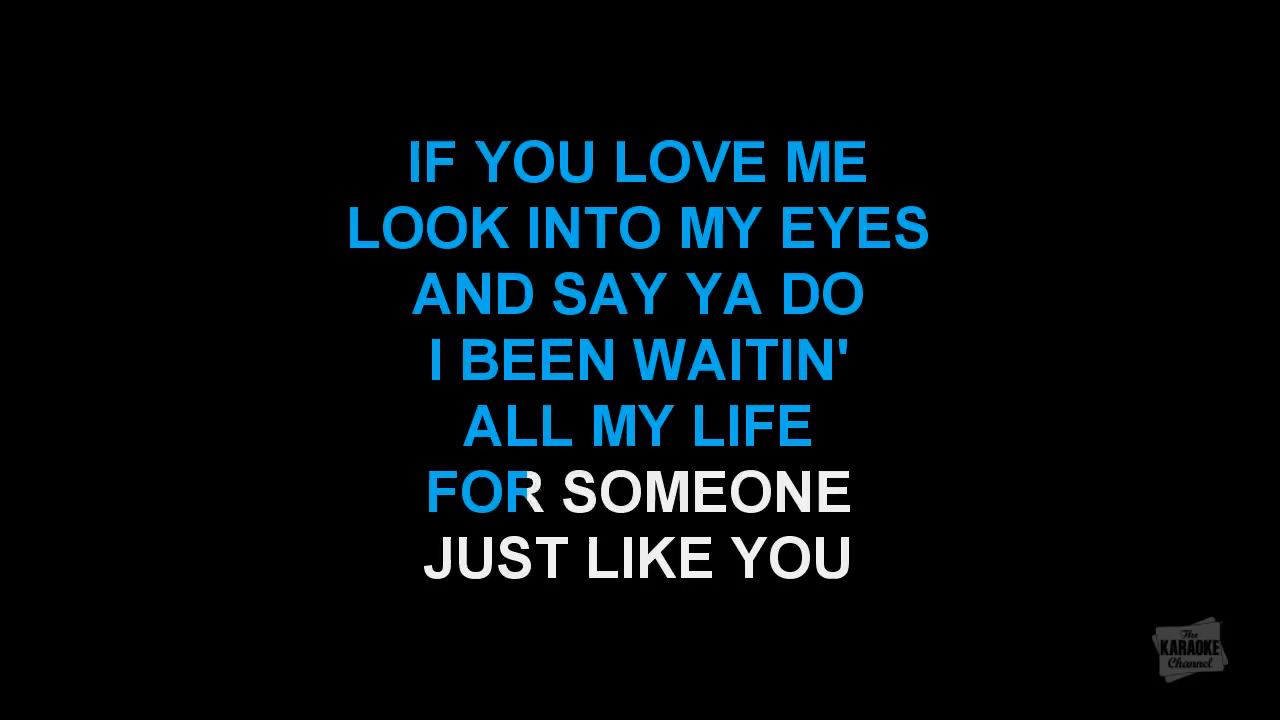 IF YOU LOVE ME
LOOK INTO MY EYES
AND SAY YA DO
I BEEN WAITIN'
ALL MY LIFE
FOR SOMEONE
JUST LIKE YOU
The
KARAOKE
Channel